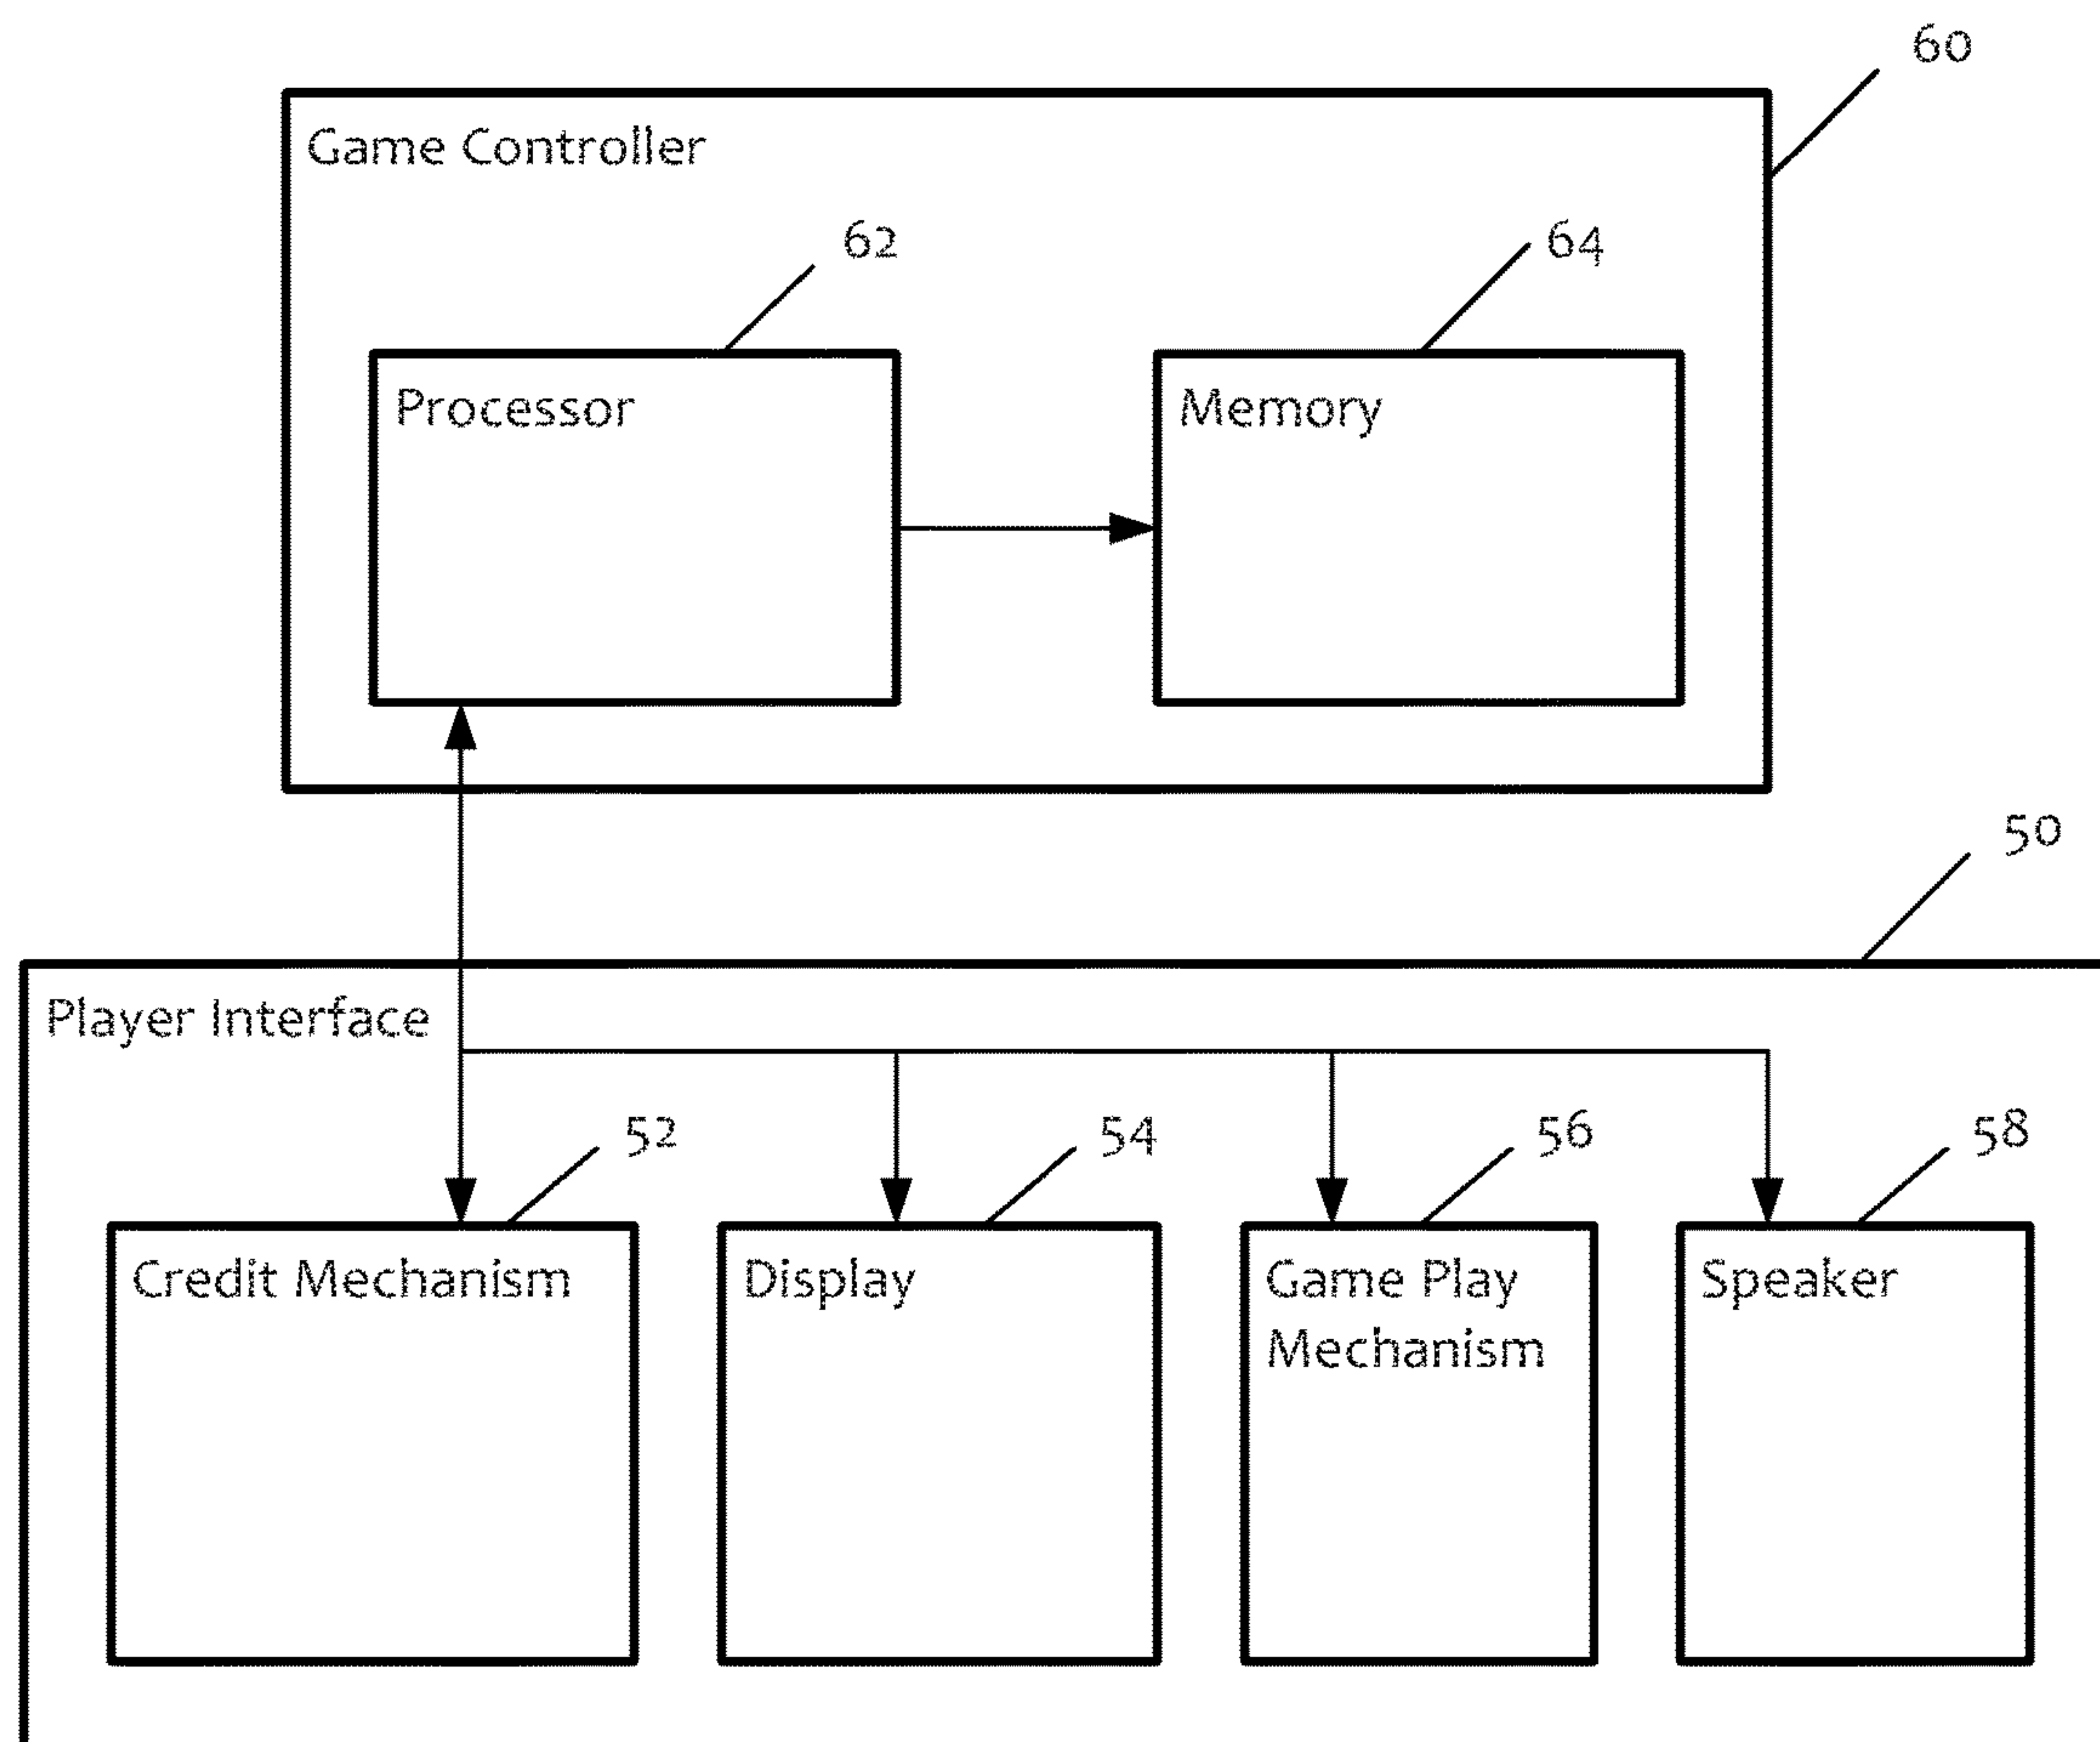 60
Game Controller
62
64
Processor
Memory
50
Player Interface
52
54
56
58
Credit Mechanism
Display
Game Play
Mechanism
Speaker